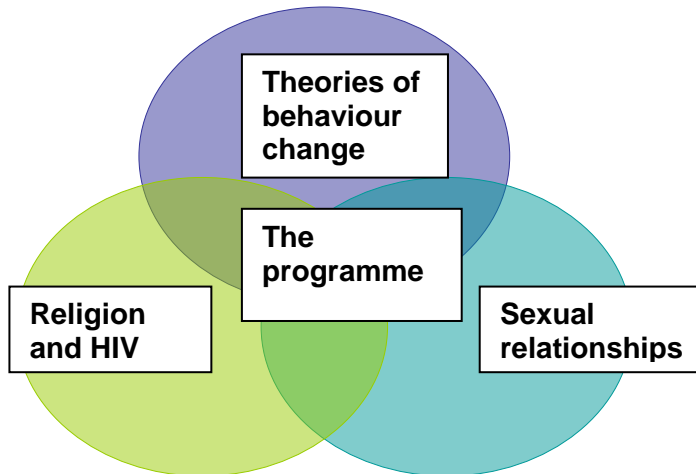 Theories of
behaviour
change
The
programme
Religion
and HIV
Sexual
relationships